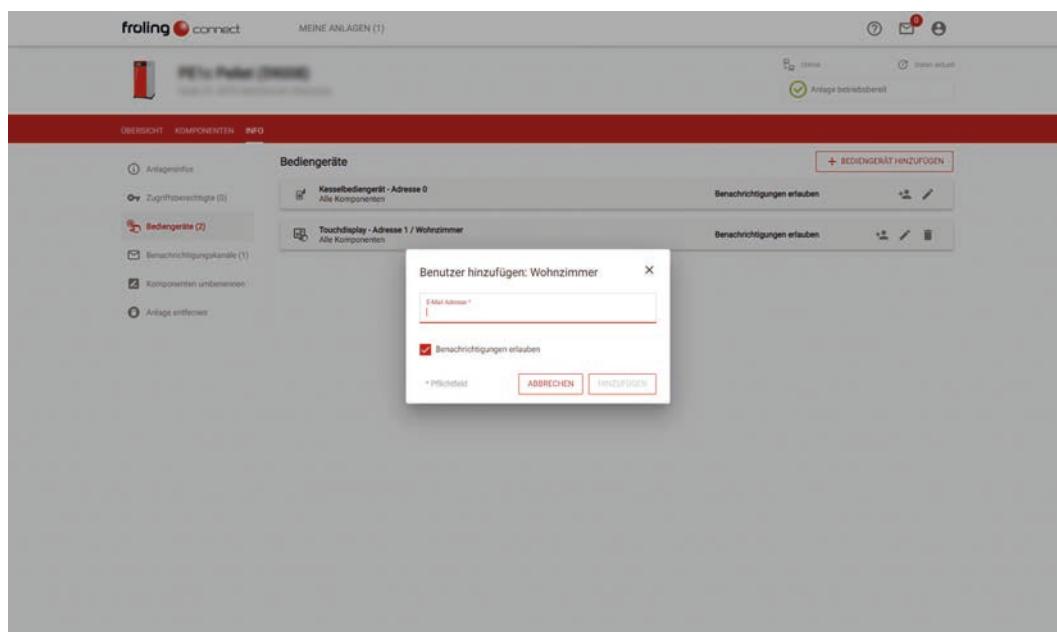 froling connect
MEINE ANLAGEN (1)
0
Anlage betriebsbereit
ÜBERSICHT KOMPONENTEN INFO
Anlageninfos
Zugriffsberechtigte (0)
Bediengeräte (2)
Benachrichtigungskanäle (1)
Komponenten umbenennen
Anlage entfernen
Bediengeräte
+ BEDIENGERÄT HINZUFÜGEN
Kesselbediengerät - Adresse 0
Alle Komponenten
Benachrichtigungen erlauben
Touchdisplay - Adresse 1 / Wohnzimmer
Alle Komponenten
Benachrichtigungen erlauben
Benutzer hinzufügen: Wohnzimmer
E-Mail Adresse *
Benachrichtigungen erlauben
* Pflichtfeld
ABBRECHEN
HINZUFÜGEN